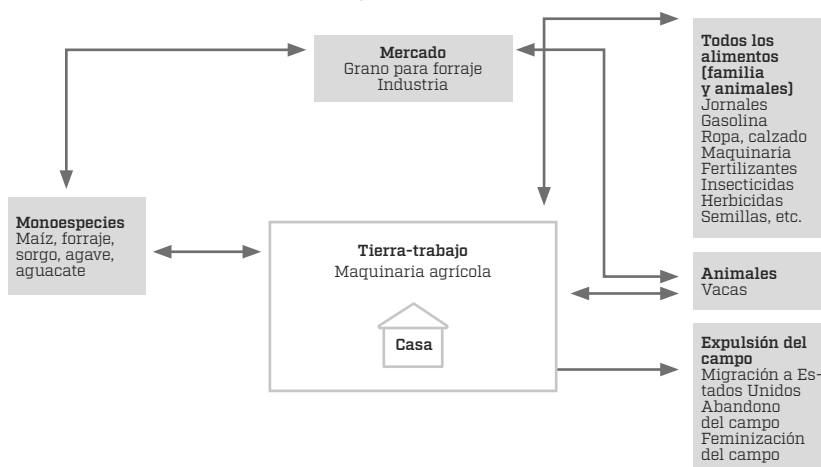 Mercado
Grano para forraje
Industria
Todos los
alimentos
(familia
y animales)
Jornales
Gasolina
Ropa, calzado
Maquinaria
Fertilizantes
Insecticidas
Herbicidas
Semillas, etc.
Monoespecies
Maíz, forraje,
sorgo, agave,
aguacate
Tierra-trabajo
Maquinaria agrícola
Casa
Animales
Vacas
Expulsión del
campo
Migración a Es-
tados Unidos
Abandono
del campo
Feminización
del campo